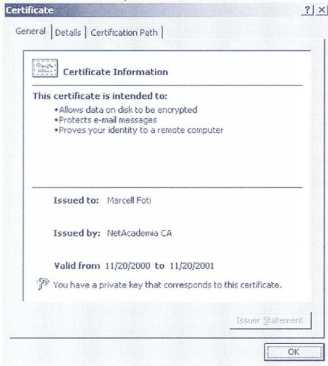 Certificate
General Details Certification Path
Certificate Information
This certificate is intended to:
•Allows data on disk to be encrypted
•Protects e-mail messages
•Proves your identity to a remote computer
Issued to: Marcell Foti
Issued by: NetAcademia CA
Valid from 11/20/2000 to 11/20/2001
You have a private key that corresponds to this certificate.
Issuer Statement
OK